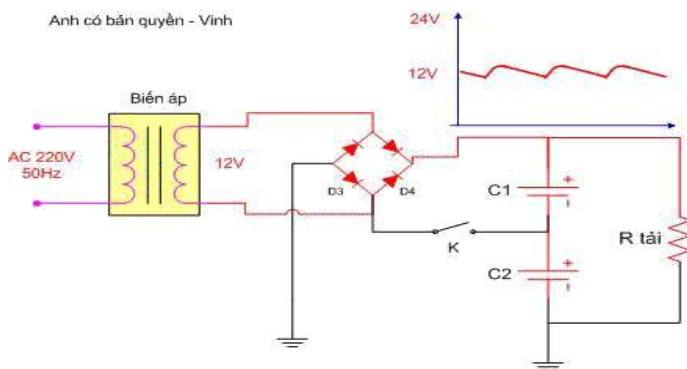 Anh có bản quyền - Vinh
24V
12V
Biến áp
AC 220V
50Hz
12V
D3
D4
C1
+
-
K
C2
+
-
R tải